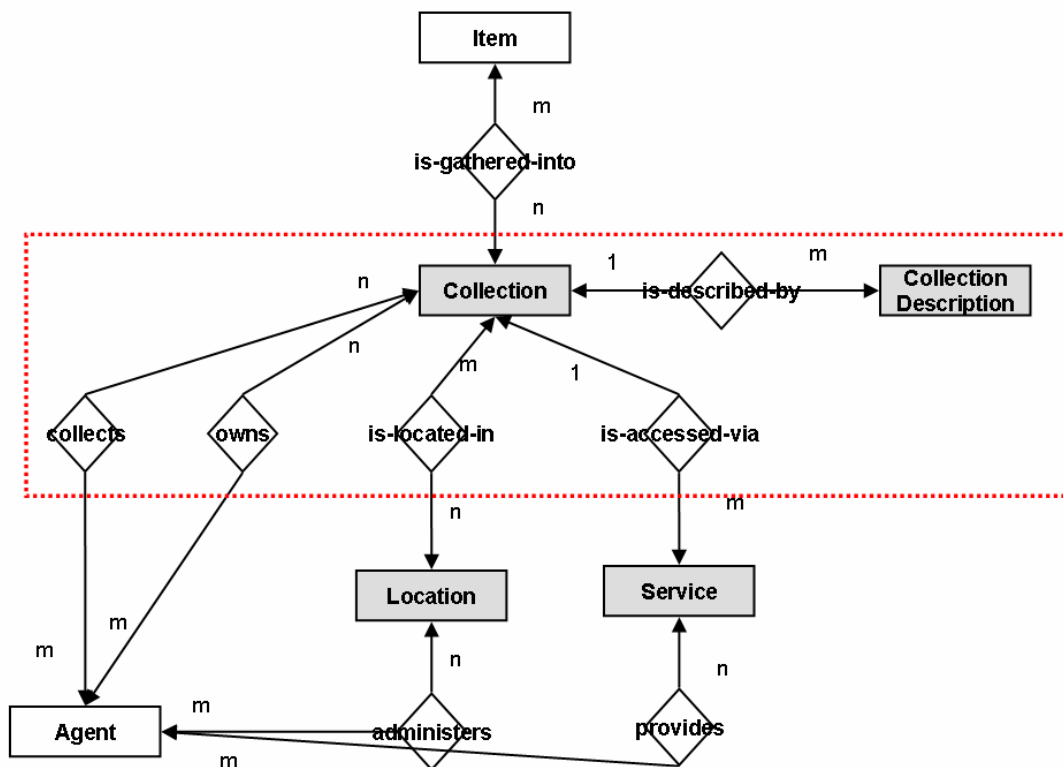 Item
m
is-gathered-into
n
Collection
1
is-described-by
m
Collection
Description
n
n
m
1
collects
owns
is-located-in
is-accessed-via
n
m
Location
Service
m
m
n
n
Agent
m
administers
provides
m